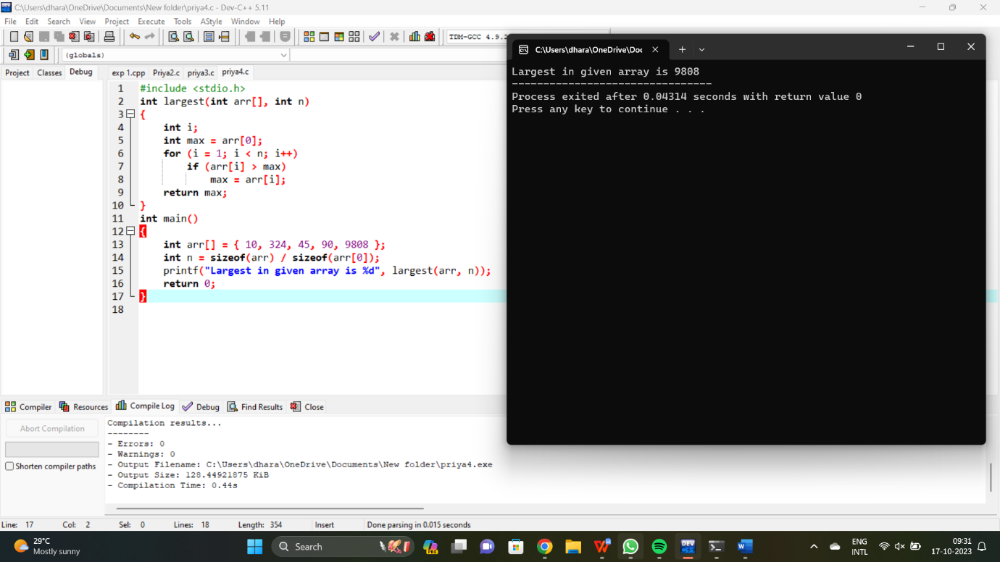 C:\Users\dhara\OneDrive\Documents\New folder\priya4.c - Dev-C++ 5.11
File Edit Search View Project Execute Tools AStyle Window Help
TDM-GCC 4.9.2
(globals)
Project Classes Debug
exp 1.cpp Priya2.c priya3.c priya4.c
1 #include <stdio.h>
2 int largest(int arr[], int n)
3 {
4 int i;
5 int max = arr[0];
6 for (i = 1; i < n; i++)
7 if (arr[i] > max)
8 max = arr[i];
9 return max;
10 }
11 int main()
12 {
13 int arr[] = { 10, 324, 45, 90, 9808 };
14 int n = sizeof(arr) / sizeof(arr[0]);
15 printf("Largest in given array is %d", largest(arr, n));
16 return 0;
17 }
18
C:\Users\dhara\OneDrive\Doc
Largest in given array is 9808
--------------------------------
Process exited after 0.04314 seconds with return value 0
Press any key to continue . . .
Compiler Resources Compile Log Debug Find Results Close
Abort Compilation
Shorten compiler paths
Compilation results...
--------
- Errors: 0
- Warnings: 0
- Output Filename: C:\Users\dhara\OneDrive\Documents\New folder\priya4.exe
- Output Size: 128.44921875 KiB
- Compilation Time: 0.44s
Line: 17 Col: 2 Sel: 0 Lines: 18 Length: 354 Insert Done parsing in 0.015 seconds
29°C
Mostly sunny
Search
PRE
DEV
ENG
INTL
09:31
17-10-2023